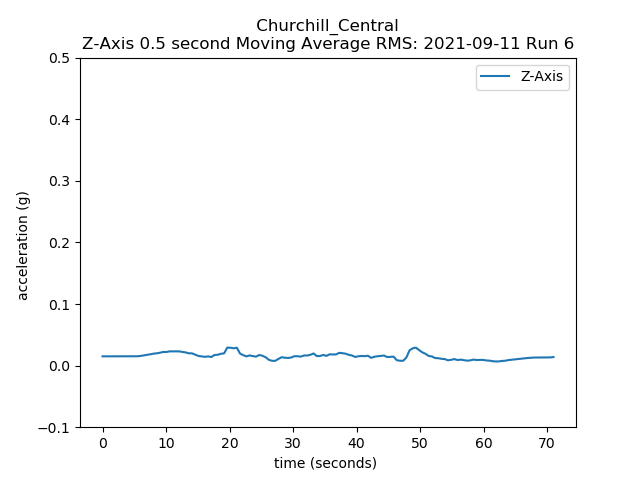 Churchill_Central
Z-Axis 0.5 second Moving Average RMS: 2021-09-11 Run 6
Z-Axis
0.5
0.4
0.3
0.2
0.1
0.0
−0.1
acceleration (g)
0 10 20 30 40 50 60 70
time (seconds)